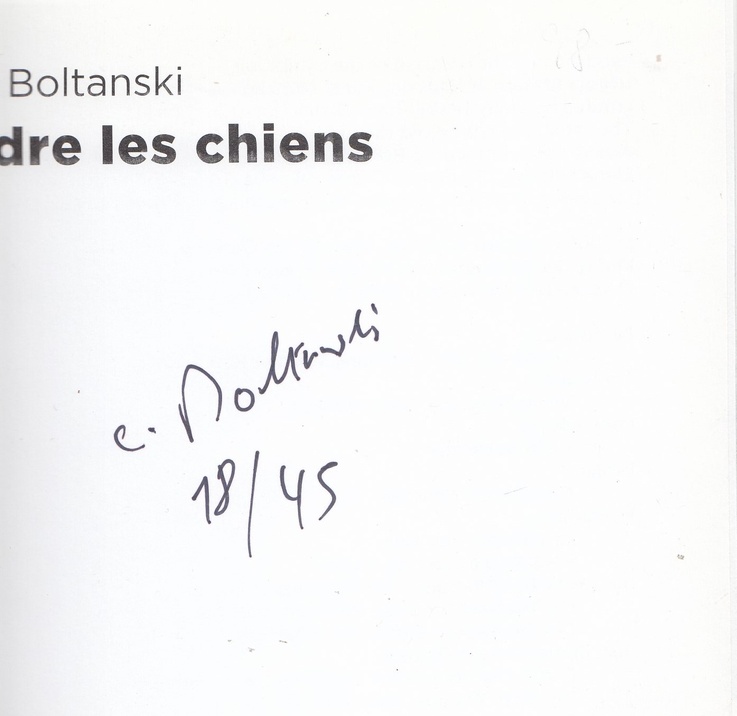 Boltanski
dre les chiens
c. Boltanski
18/45